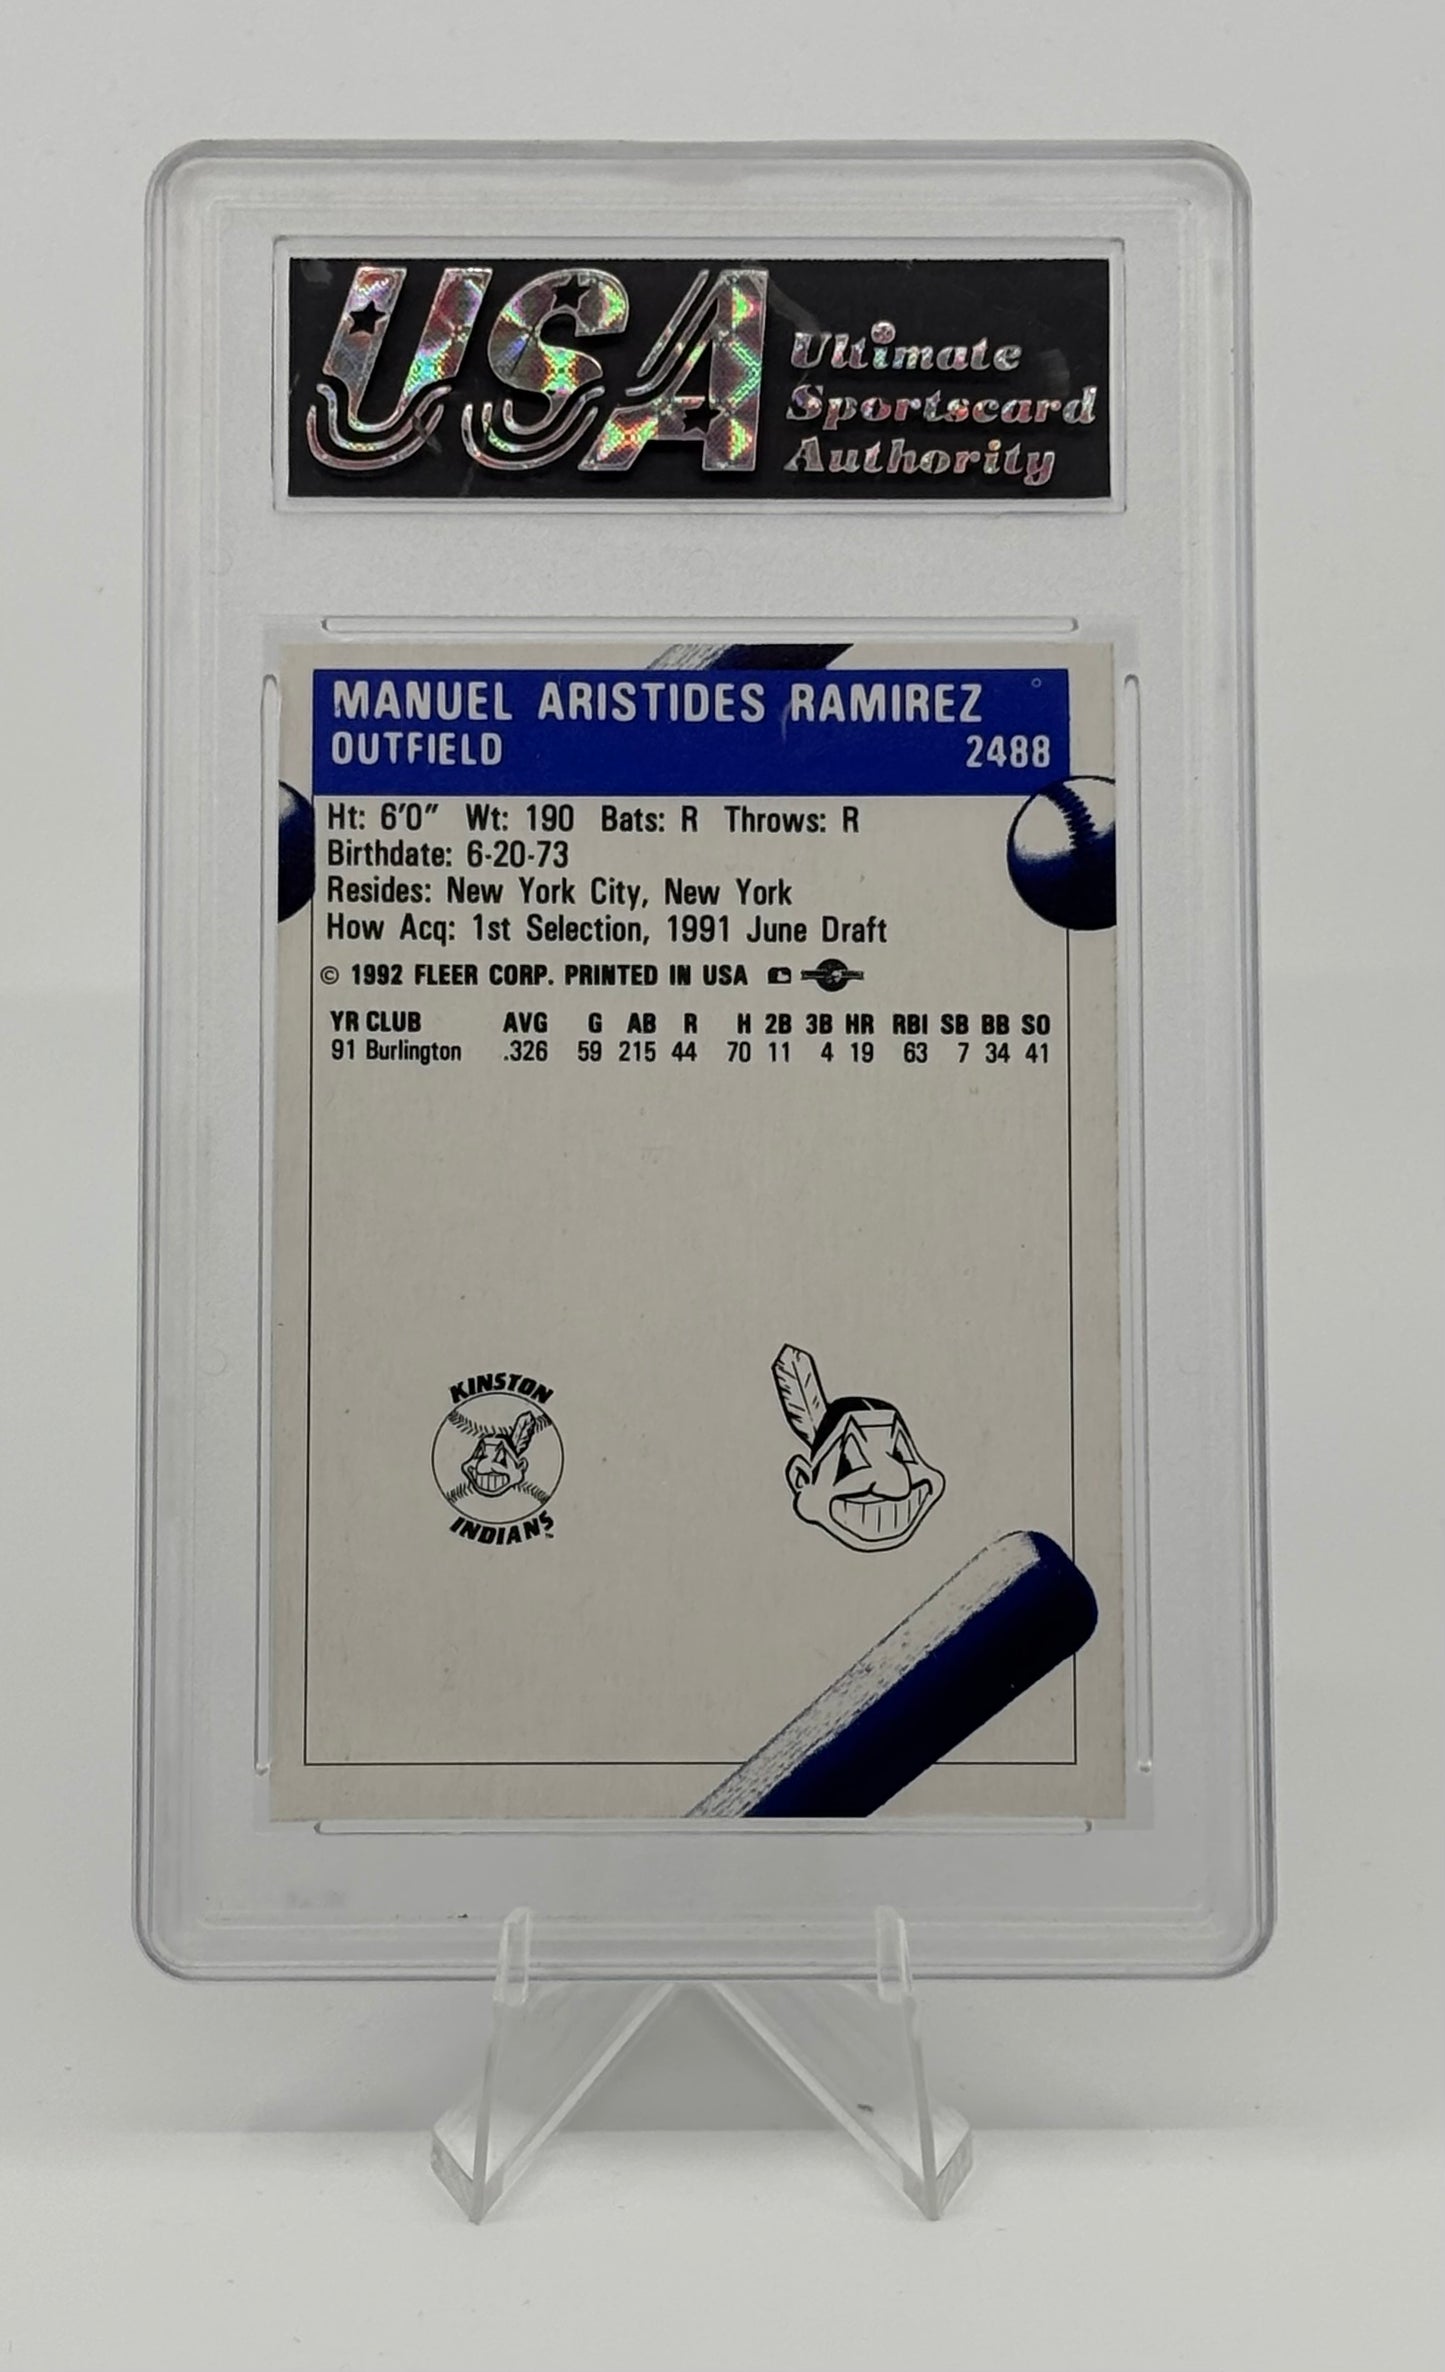 USA
Ultimate
Sportscard
Authority
MANUEL ARISTIDES RAMIREZ
OUTFIELD 2488
Ht: 6'0" Wt: 190 Bats: R Throws: R
Birthdate: 6-20-73
Resides: New York City, New York
How Acq: 1st Selection, 1991 June Draft
© 1992 FLEER CORP. PRINTED IN USA
YR CLUB AVG G AB R H 2B 3B HR RBI SB BB SO
91 Burlington .326 59 215 44 70 11 4 19 63 7 34 41
KINSTON
INDIANS